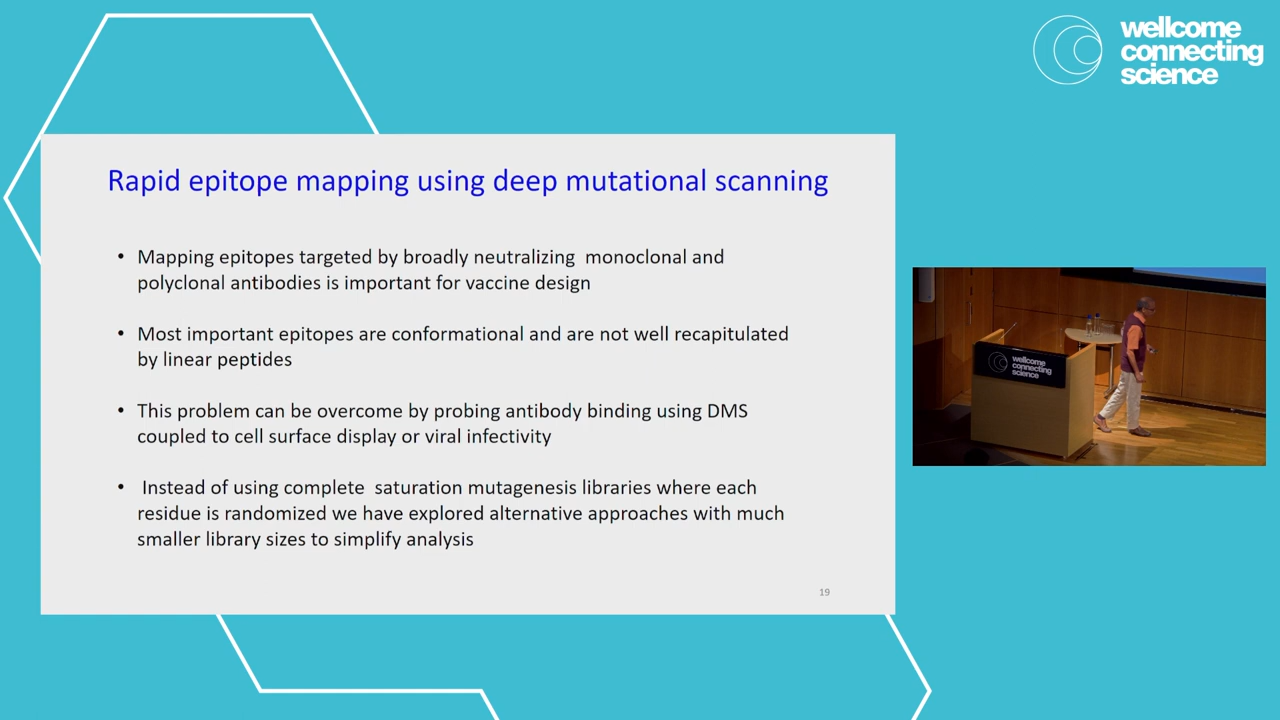 wellcome
connecting
science
Rapid epitope mapping using deep mutational scanning
• Mapping epitopes targeted by broadly neutralizing monoclonal and
polyclonal antibodies is important for vaccine design
• Most important epitopes are conformational and are not well recapitulated
by linear peptides
• This problem can be overcome by probing antibody binding using DMS
coupled to cell surface display or viral infectivity
• Instead of using complete saturation mutagenesis libraries where each
residue is randomized we have explored alternative approaches with much
smaller library sizes to simplify analysis
19
wellcome
connecting
science